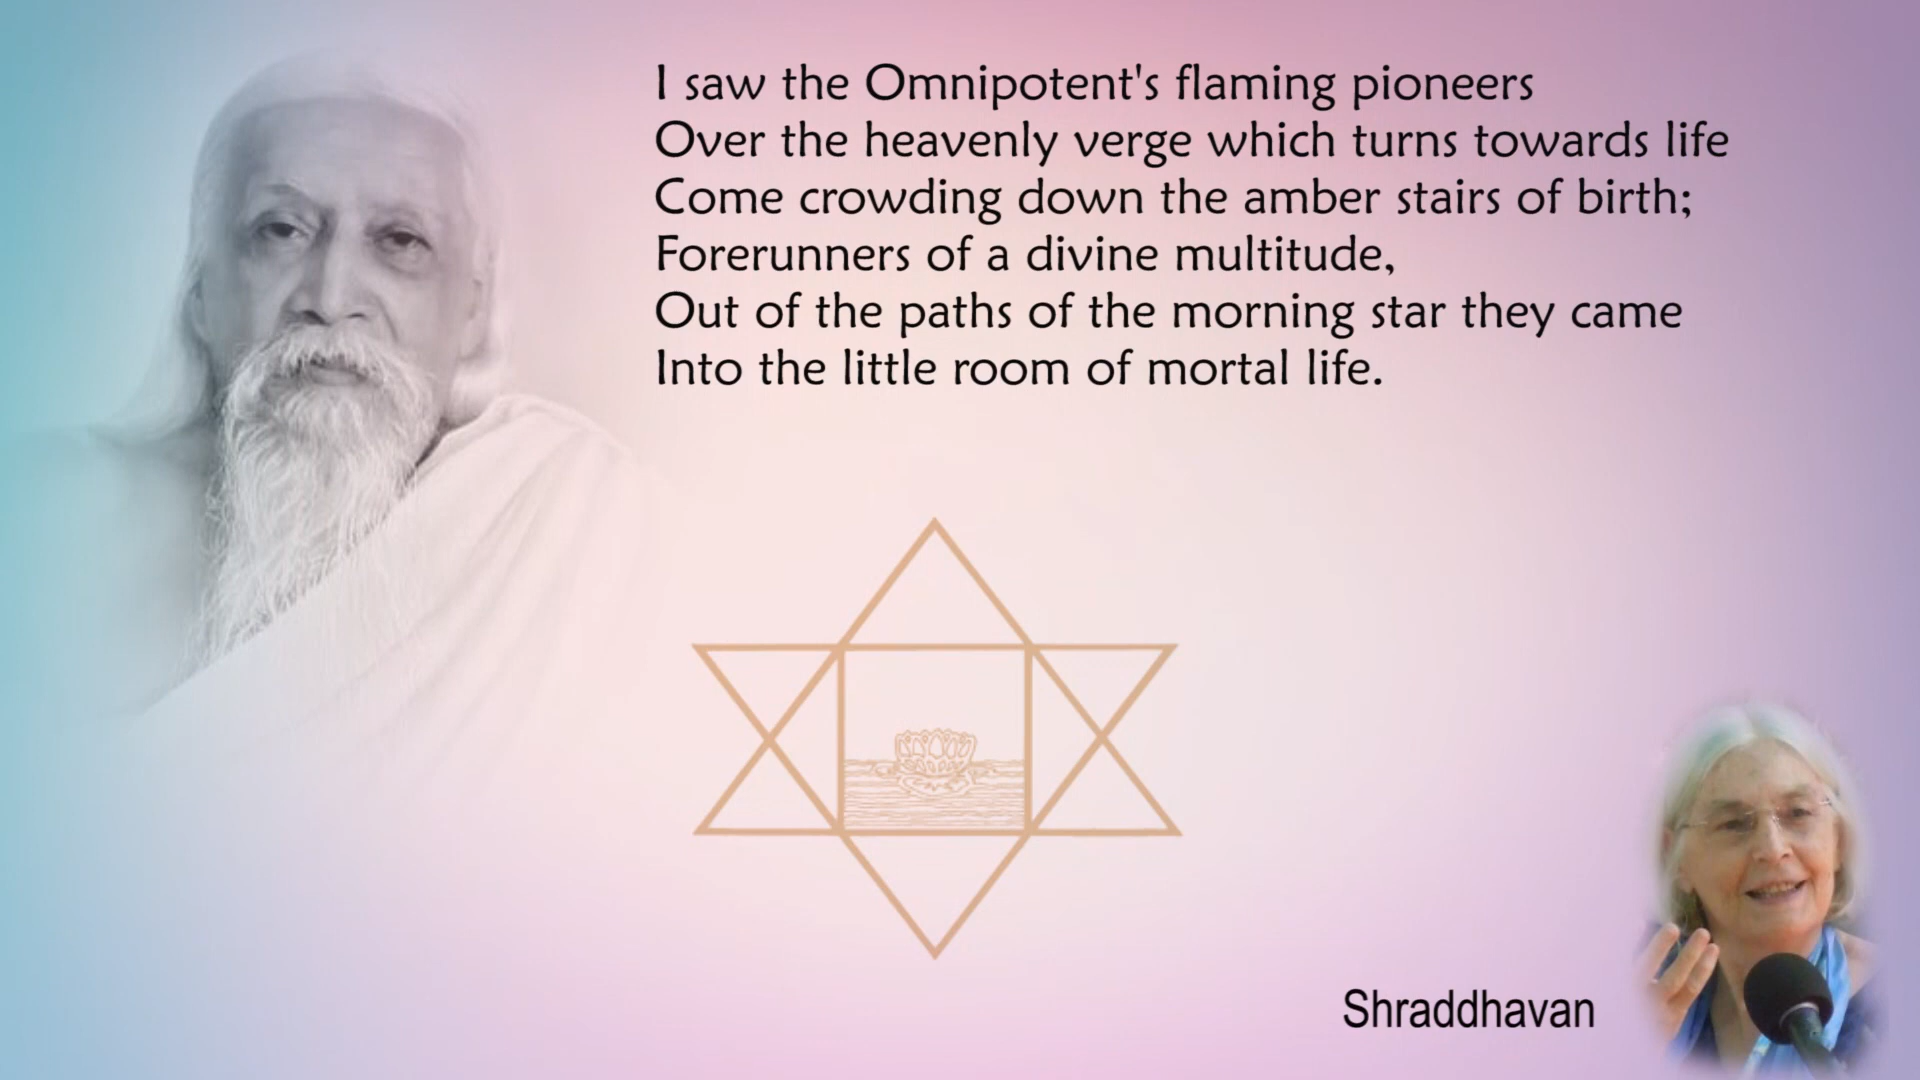 I saw the Omnipotent's flaming pioneers
Over the heavenly verge which turns towards life
Come crowding down the amber stairs of birth;
Forerunners of a divine multitude,
Out of the paths of the morning star they came
Into the little room of mortal life.
Shraddhavan